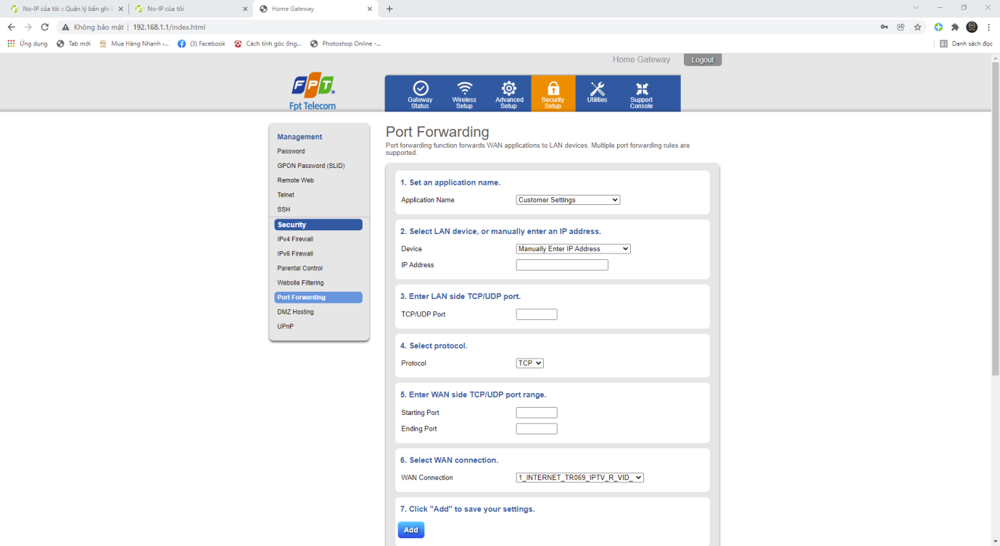 No-IP của tôi :: Quản lý bản ghi
No-IP của tôi
Home Gateway
Không bảo mật
192.168.1.1/index.html
Ứng dụng
Tab mới
Mua Hàng Nhanh -...
(3) Facebook
Cách tính góc ống...
Photoshop Online -...
Danh sách đọc
Home Gateway
Logout
FPT
Fpt Telecom
Gateway
Status
Wireless
Setup
Advanced
Setup
Security
Setup
Utilities
Support
Console
Management
Password
GPON Password (SLID)
Remote Web
Telnet
SSH
Security
IPv4 Firewall
IPv6 Firewall
Parental Control
Website Filtering
Port Forwarding
DMZ Hosting
UPnP
Port Forwarding
Port forwarding function forwards WAN applications to LAN devices. Multiple port forwarding rules are
supported.
1. Set an application name.
Application Name
Customer Settings
2. Select LAN device, or manually enter an IP address.
Device
Manually Enter IP Address
IP Address
3. Enter LAN side TCP/UDP port.
TCP/UDP Port
4. Select protocol.
Protocol
TCP
5. Enter WAN side TCP/UDP port range.
Starting Port
Ending Port
6. Select WAN connection.
WAN Connection
1_INTERNET_TR069_IPTV_R_VID_
7. Click "Add" to save your settings.
Add